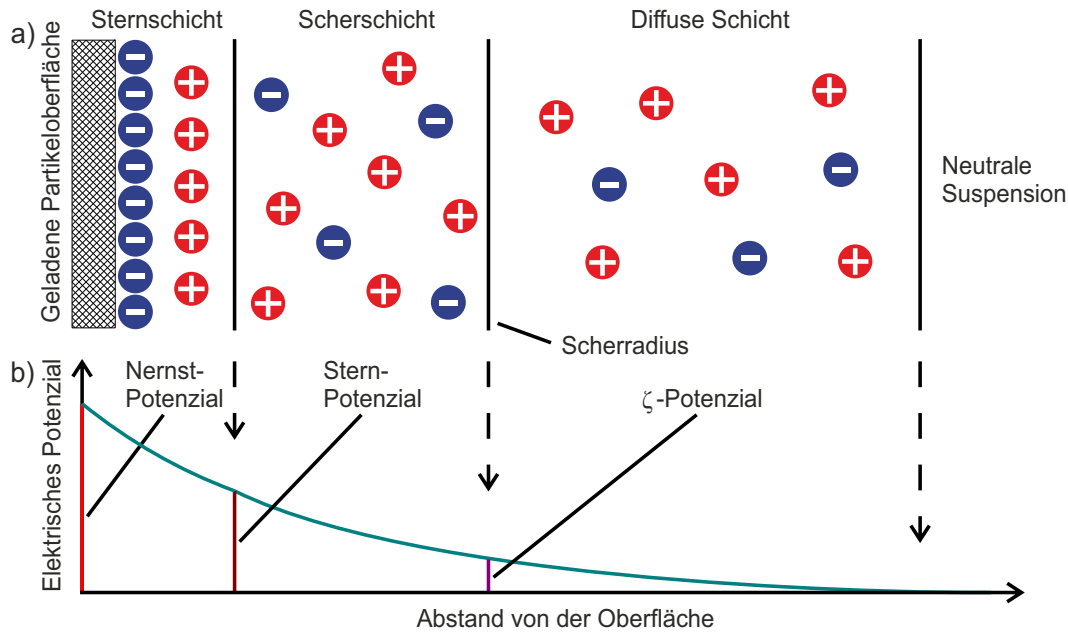 Sternschicht
Scherschicht
Diffuse Schicht
a)
Geladene Partikeloberfläche
Neutrale
Suspension
Scherradius
b)
Elektrisches Potenzial
Nernst-
Potenzial
Stern-
Potenzial
ζ-Potenzial
Abstand von der Oberfläche